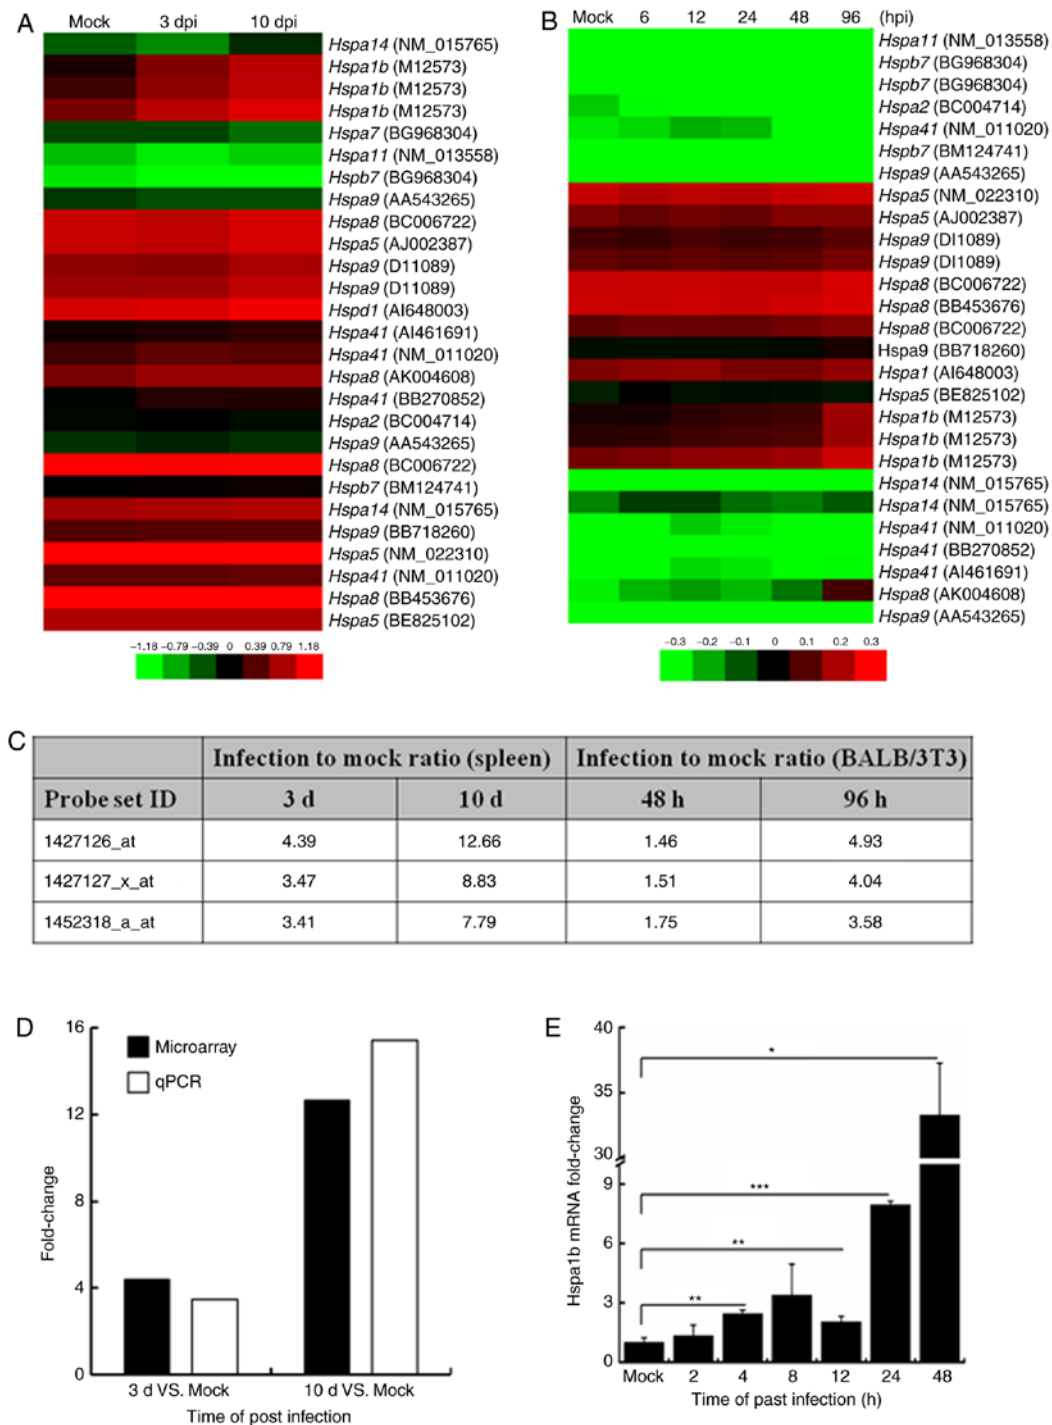 A
Mock 3 dpi 10 dpi
Hspa14 (NM_015765)
Hspa1b (M12573)
Hspa1b (M12573)
Hspa1b (M12573)
Hspa7 (BG968304)
Hspa11 (NM_013558)
Hspb7 (BG968304)
Hspa9 (AA543265)
Hspa8 (BC006722)
Hspa5 (AJ002387)
Hspa9 (D11089)
Hspa9 (D11089)
Hspd1 (AI648003)
Hspa41 (AI461691)
Hspa41 (NM_011020)
Hspa8 (AK004608)
Hspa41 (BB270852)
Hspa2 (BC004714)
Hspa9 (AA543265)
Hspa8 (BC006722)
Hspb7 (BM124741)
Hspa14 (NM_015765)
Hspa9 (BB718260)
Hspa5 (NM_022310)
Hspa41 (NM_011020)
Hspa8 (BB453676)
Hspa5 (BE825102)
−1.18 −0.79 −0.39 0 0.39 0.79 1.18
B
Mock 6 12 24 48 96 (hpi)
Hspa11 (NM_013558)
Hspb7 (BG968304)
Hspb7 (BG968304)
Hspa2 (BC004714)
Hspa41 (NM_011020)
Hspb7 (BM124741)
Hspa9 (AA543265)
Hspa5 (NM_022310)
Hspa5 (AJ002387)
Hspa9 (DI1089)
Hspa9 (DI1089)
Hspa8 (BC006722)
Hspa8 (BB453676)
Hspa8 (BC006722)
Hspa9 (BB718260)
Hspa1 (AI648003)
Hspa5 (BE825102)
Hspa1b (M12573)
Hspa1b (M12573)
Hspa1b (M12573)
Hspa14 (NM_015765)
Hspa14 (NM_015765)
Hspa41 (NM_011020)
Hspa41 (BB270852)
Hspa41 (AI461691)
Hspa8 (AK004608)
Hspa9 (AA543265)
−0.3 −0.2 −0.1 0 0.1 0.2 0.3
C
Infection to mock ratio (spleen) Infection to mock ratio (BALB/3T3)
Probe set ID 3 d 10 d 48 h 96 h
1427126_at 4.39 12.66 1.46 4.93
1427127_x_at 3.47 8.83 1.51 4.04
1452318_a_at 3.41 7.79 1.75 3.58
D
16
12
8
4
0
Fold-change
Microarray
qPCR
3 d VS. Mock 10 d VS. Mock
Time of post infection
E
40
35
30
9
6
3
0
Hspa1b mRNA fold-change
*
***
**
**
Mock 2 4 8 12 24 48
Time of past infection (h)